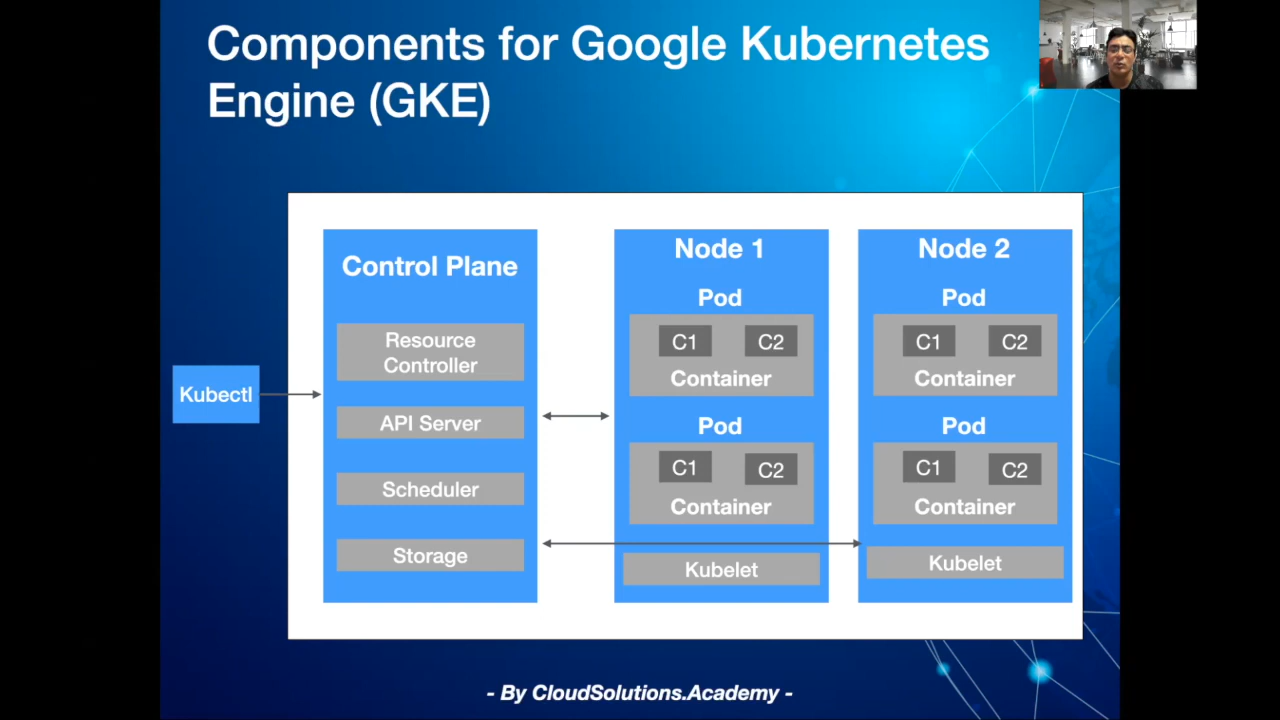 Components for Google Kubernetes
Engine (GKE)
Kubectl
Control Plane
Resource
Controller
API Server
Scheduler
Storage
Node 1
Pod
C1 C2
Container
Pod
C1 C2
Container
Kubelet
Node 2
Pod
C1 C2
Container
Pod
C1 C2
Container
Kubelet
- By CloudSolutions.Academy -